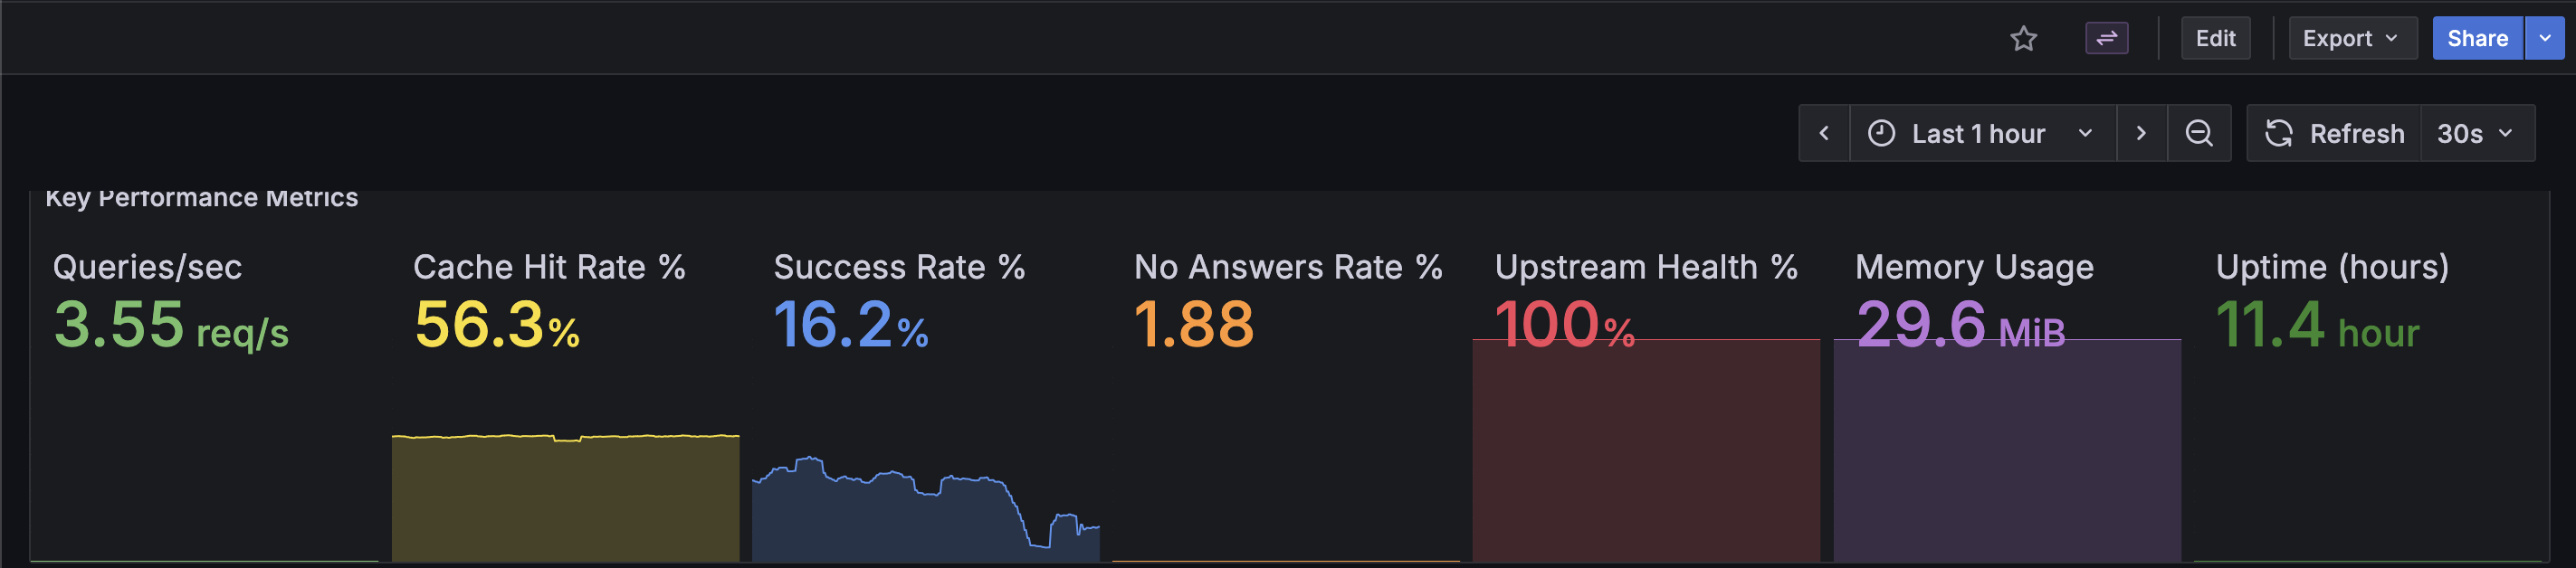 Edit
Export
Share
Last 1 hour
Refresh
30s
Key Performance Metrics
Queries/sec
3.55 req/s
Cache Hit Rate %
56.3%
Success Rate %
16.2%
No Answers Rate %
1.88
Upstream Health %
100%
Memory Usage
29.6 MiB
Uptime (hours)
11.4 hour